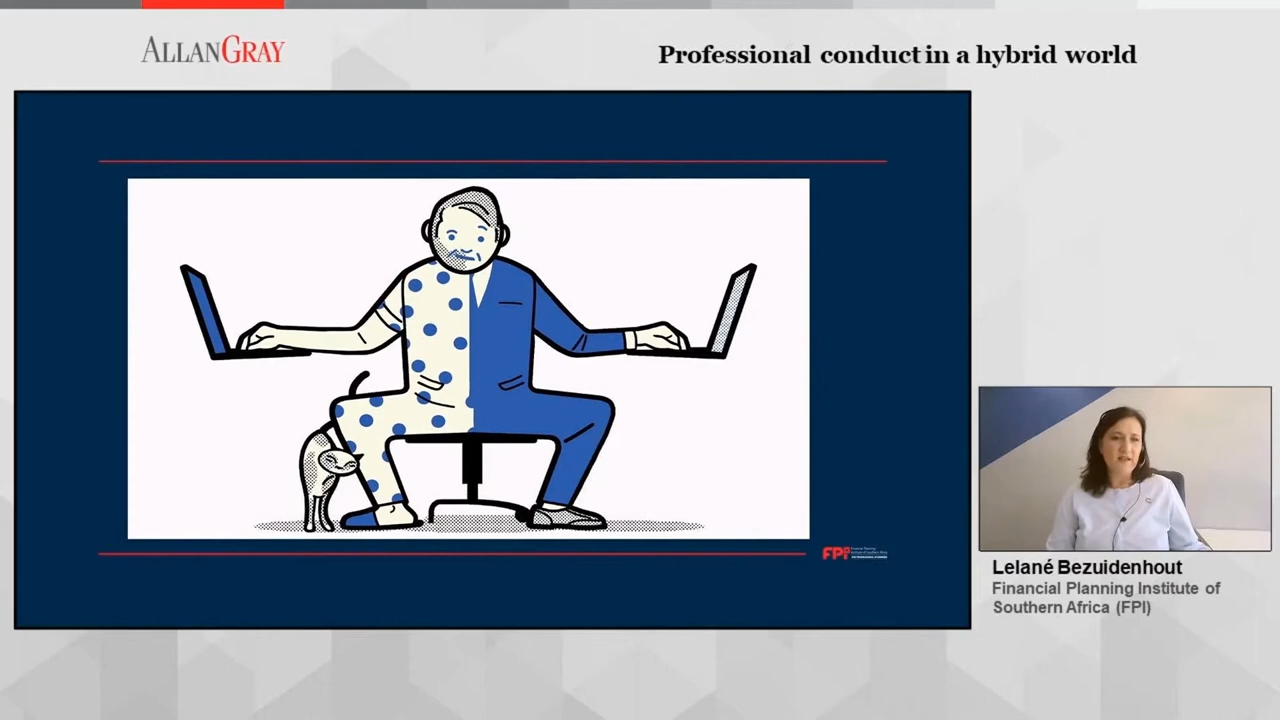 ALLANGRAY
Professional conduct in a hybrid world
FPI
Lelané Bezuidenhout
Financial Planning Institute of
Southern Africa (FPI)